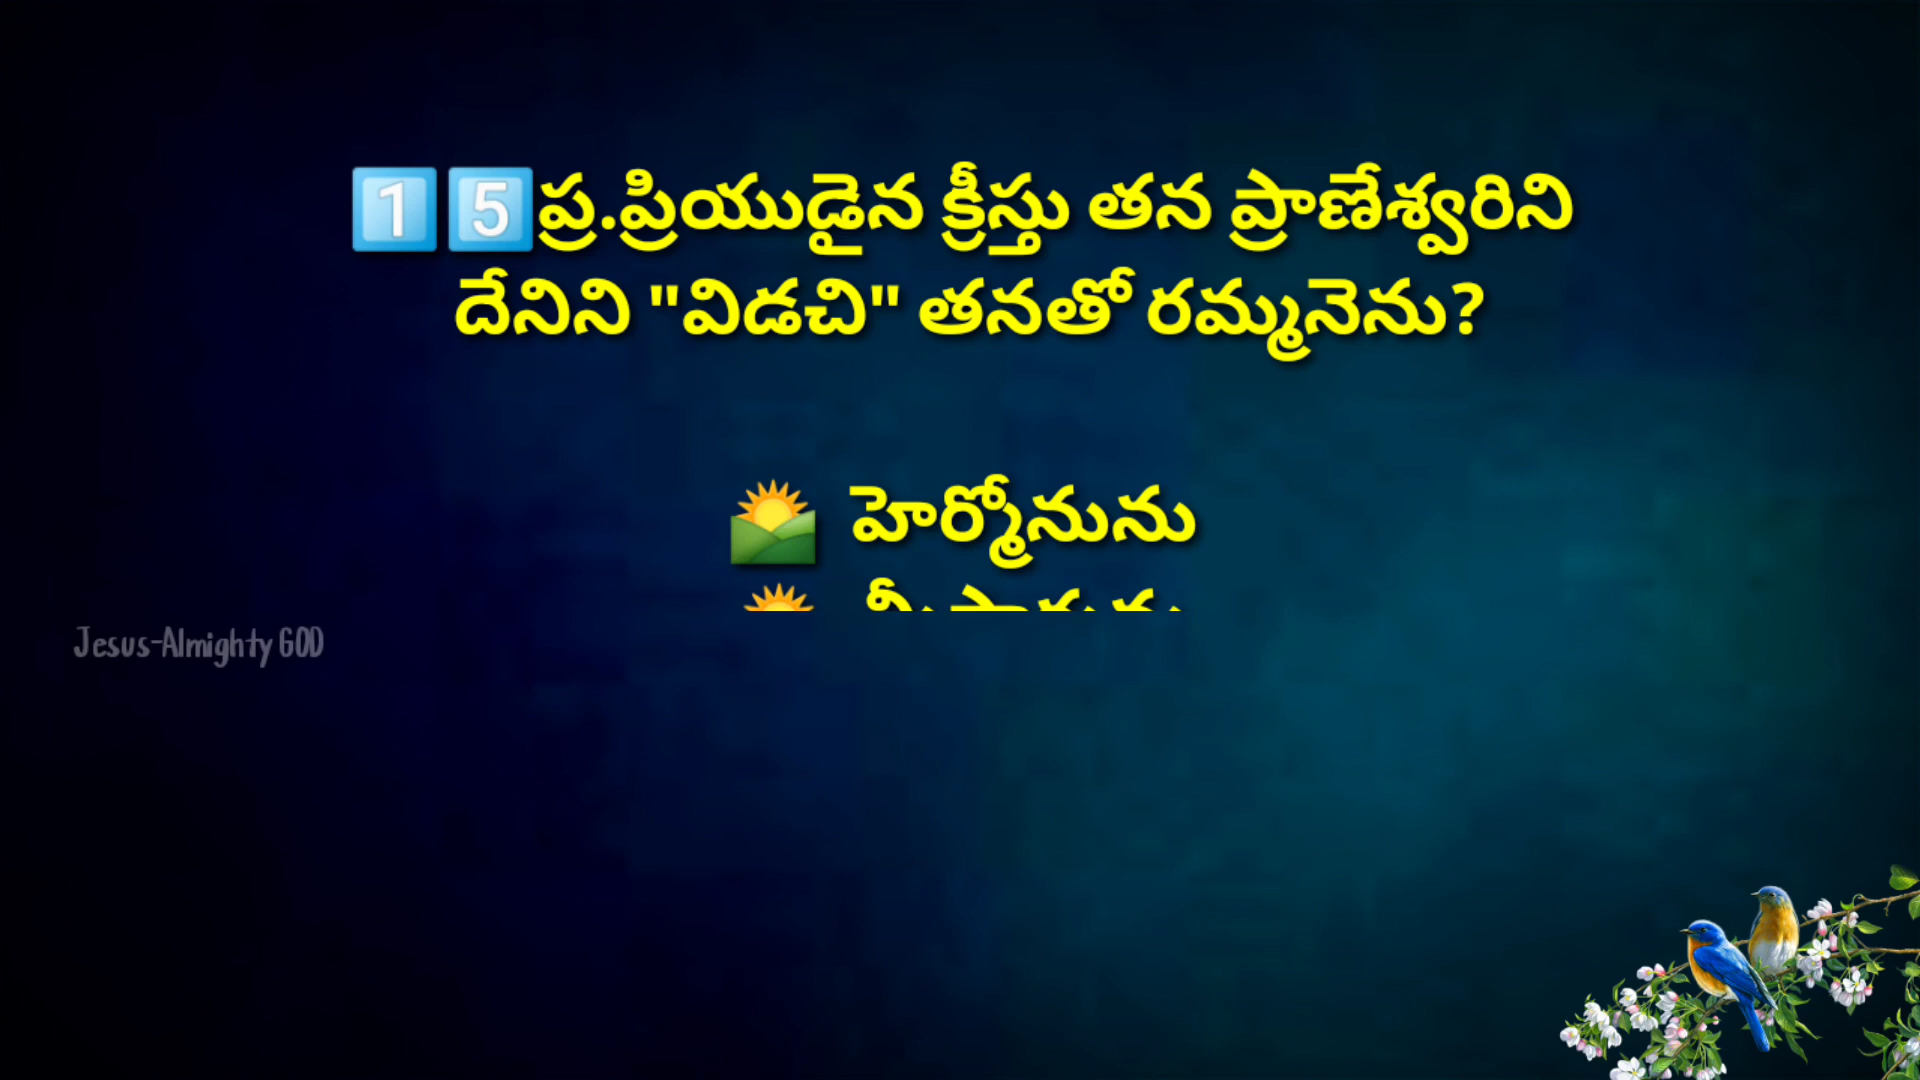 1️⃣5️⃣ప్ర.ప్రియుడైన క్రీస్తు తన ప్రాణేశ్వరిని
దేనిని "విడచి" తనతో రమ్మనెను?
🌄 హెర్మోనును
Jesus-Almighty GOD